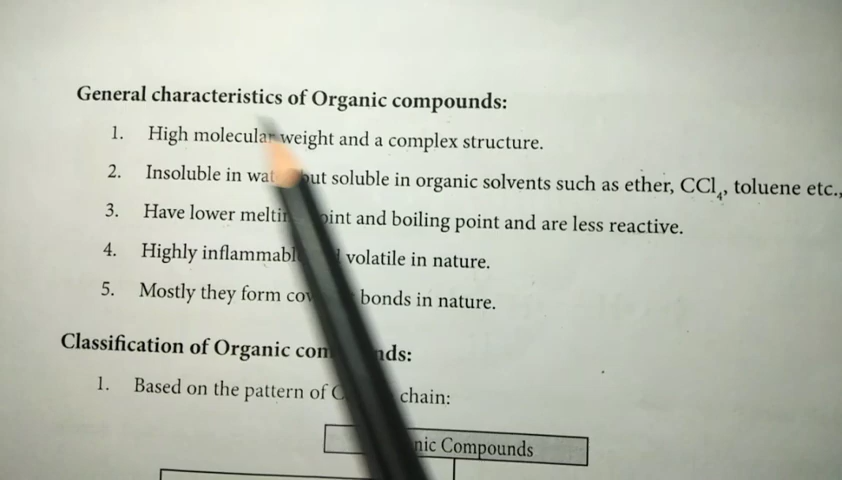 General characteristics of Organic compounds:
1. High molecular weight and a complex structure.
2. Insoluble in wat but soluble in organic solvents such as ether, CCl₄, toluene etc.,
3. Have lower meltin oint and boiling point and are less reactive.
4. Highly inflammabl volatile in nature.
5. Mostly they form cov bonds in nature.
Classification of Organic com nds:
1. Based on the pattern of C chain:
nic Compounds